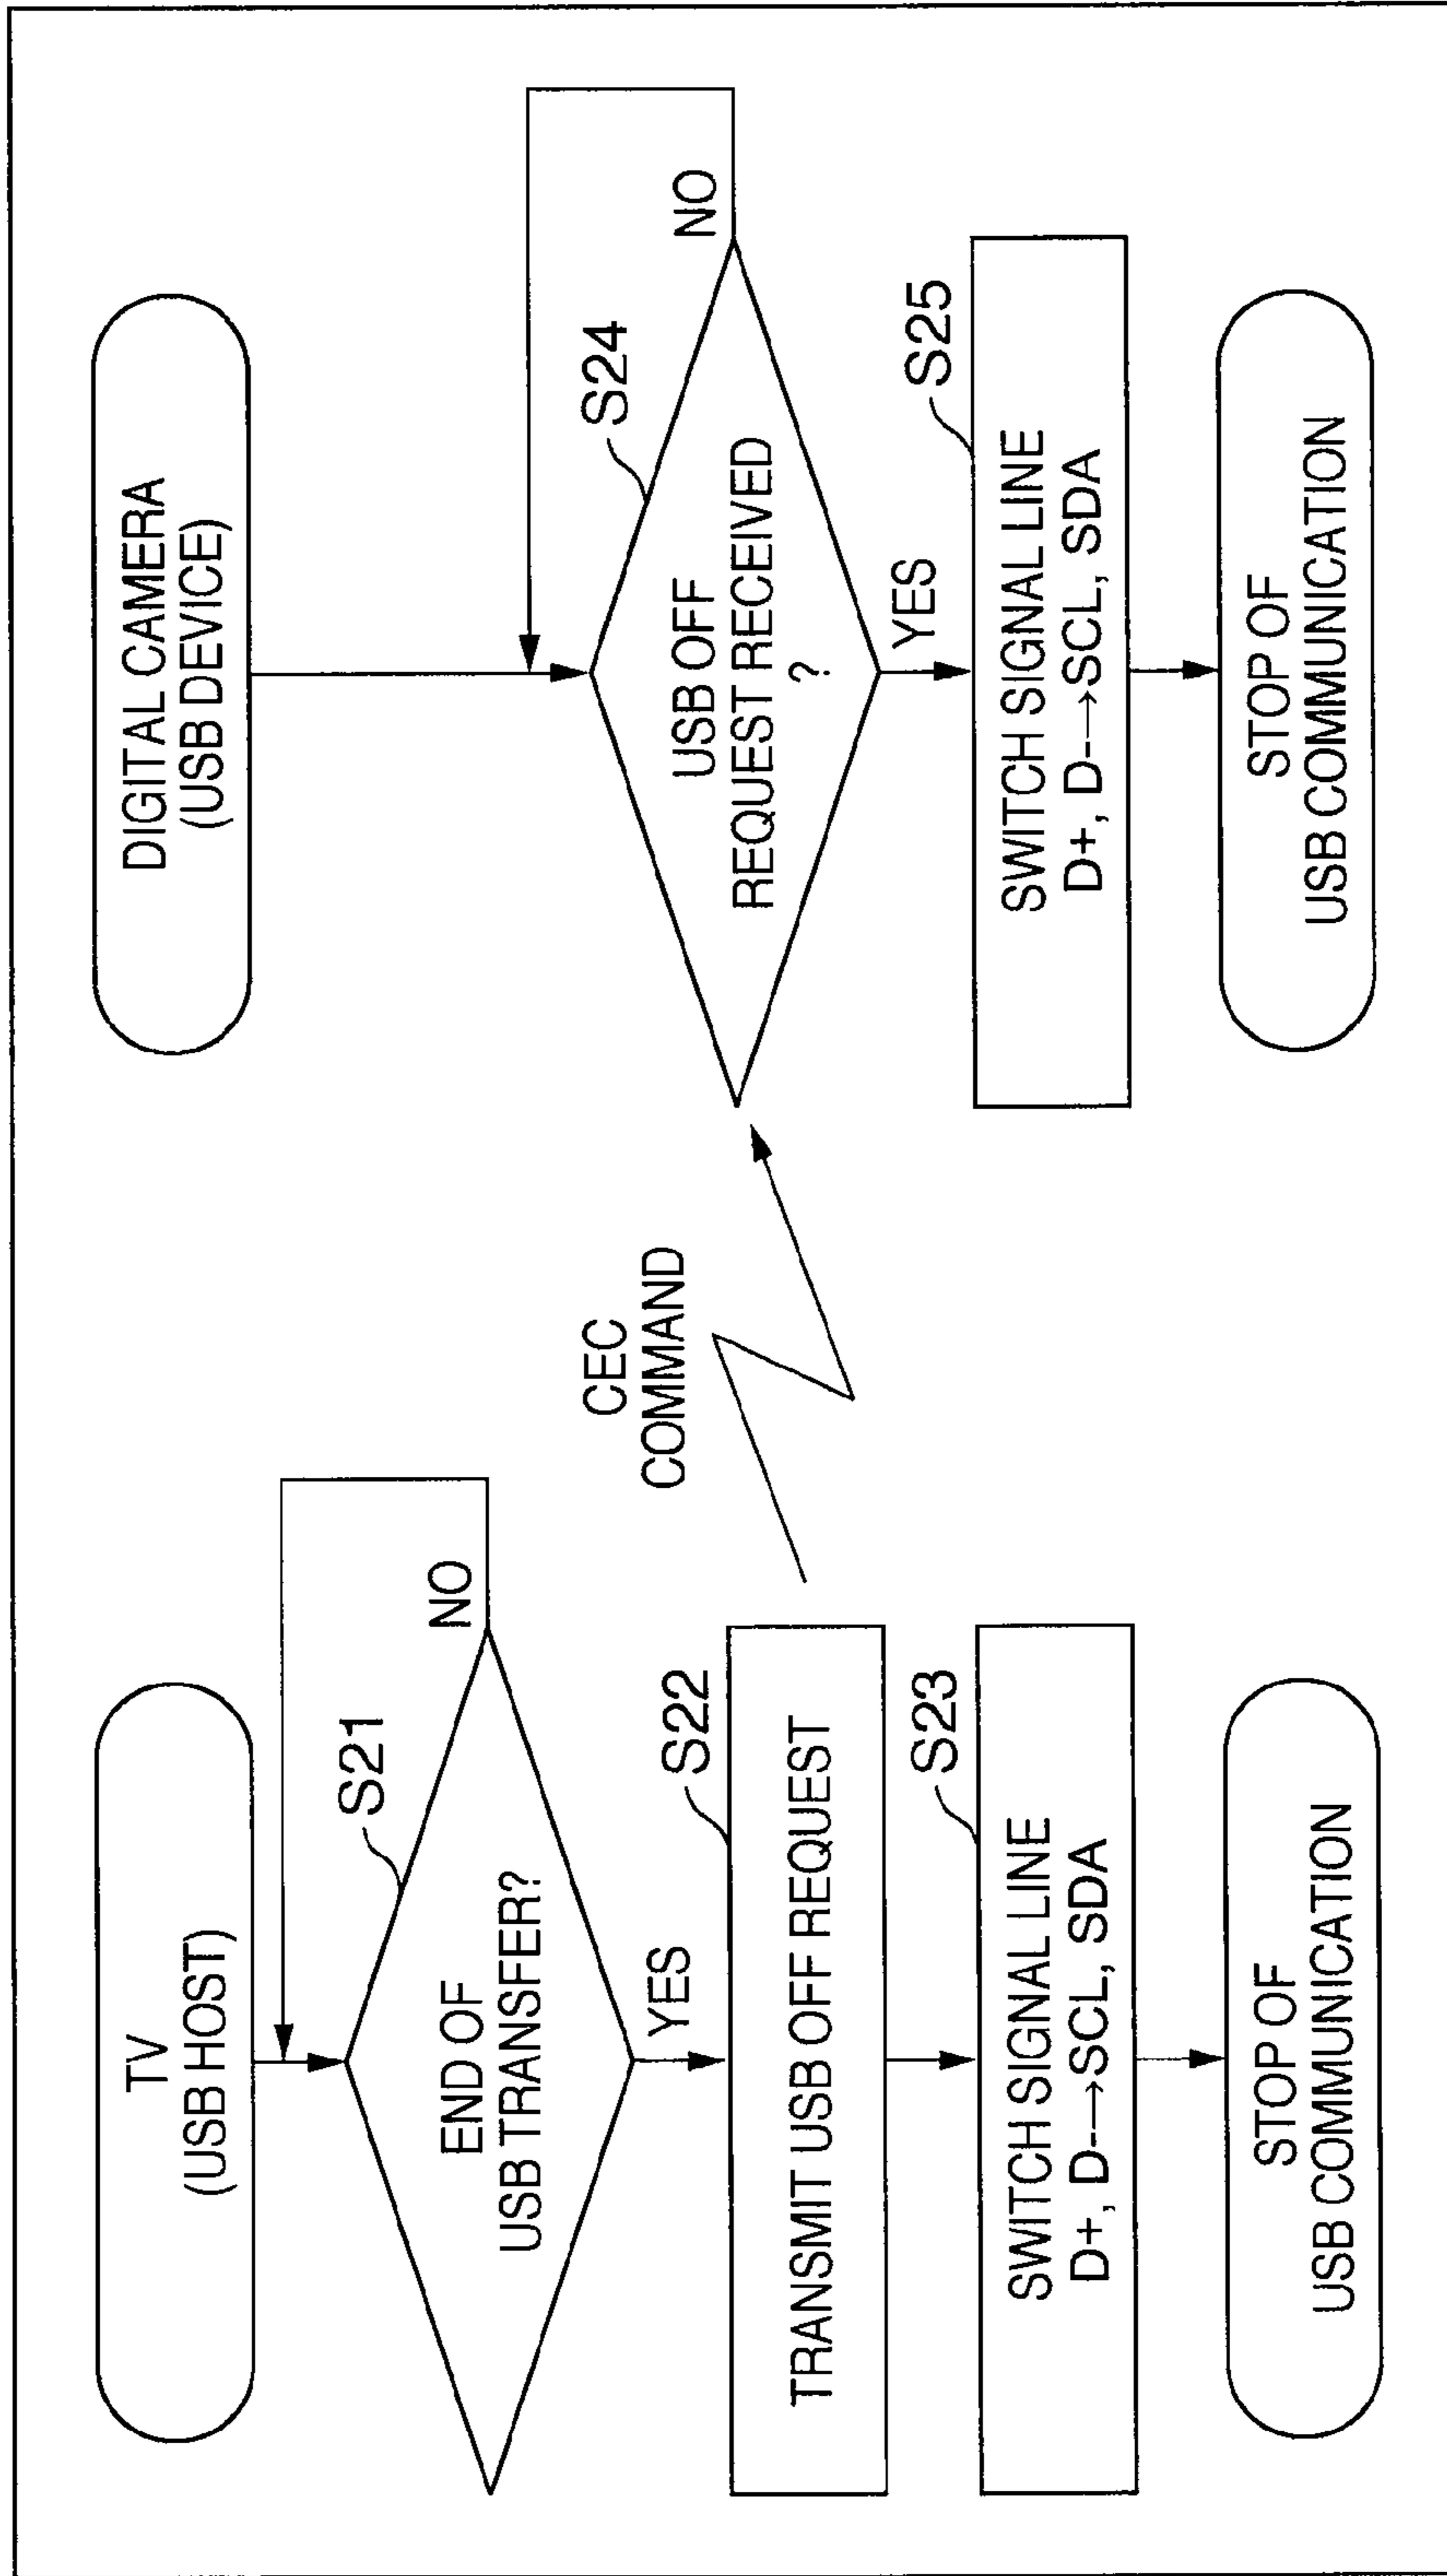 TV
(USB HOST)
S21
END OF
USB TRANSFER?
NO
YES
S22
TRANSMIT USB OFF REQUEST
S23
SWITCH SIGNAL LINE
D+, D-→SCL, SDA
STOP OF
USB COMMUNICATION
CEC
COMMAND
DIGITAL CAMERA
(USB DEVICE)
S24
USB OFF
REQUEST RECEIVED
?
NO
YES
S25
SWITCH SIGNAL LINE
D+, D-→SCL, SDA
STOP OF
USB COMMUNICATION